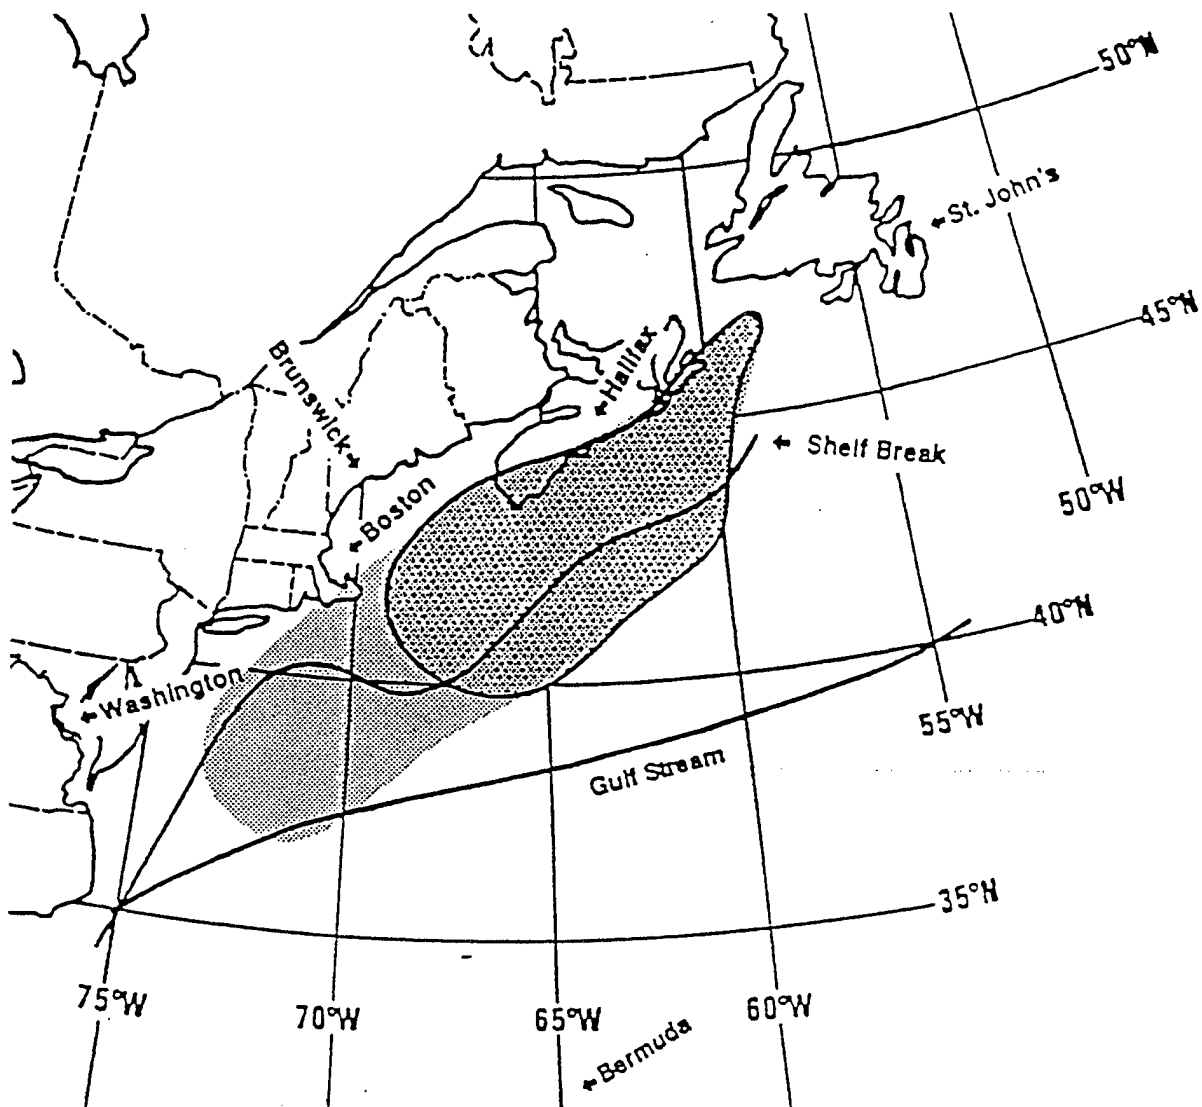 50°N
St. John's
45°N
Brunswick
Halifax
Shelf Break
Boston
50°W
40°N
Washington
55°W
Gulf Stream
35°N
75°W
70°W
65°W
60°W
Bermuda